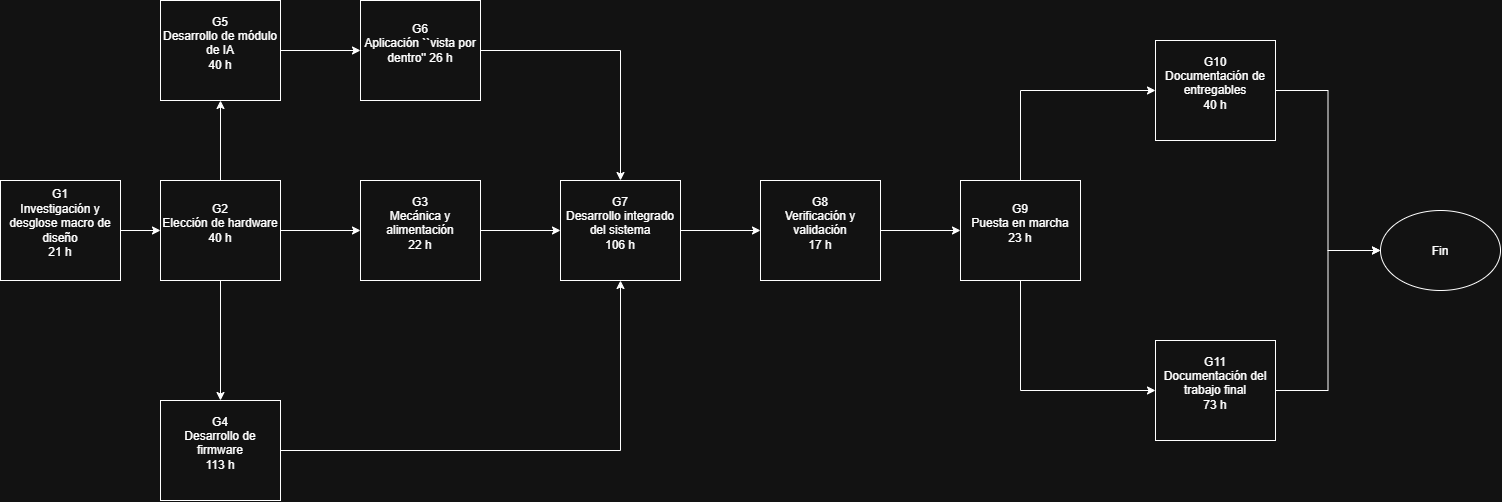 G5
Desarrollo de módulo
de IA
40 h
G6
Aplicación ``vista por
dentro" 26 h
G10
Documentación de
entregables
40 h
G1
Investigación y
desglose macro de
diseño
21 h
G2
Elección de hardware
40 h
G3
Mecánica y
alimentación
22 h
G7
Desarrollo integrado
del sistema
106 h
G8
Verificación y
validación
17 h
G9
Puesta en marcha
23 h
Fin
G4
Desarrollo de
firmware
113 h
G11
Documentación del
trabajo final
73 h